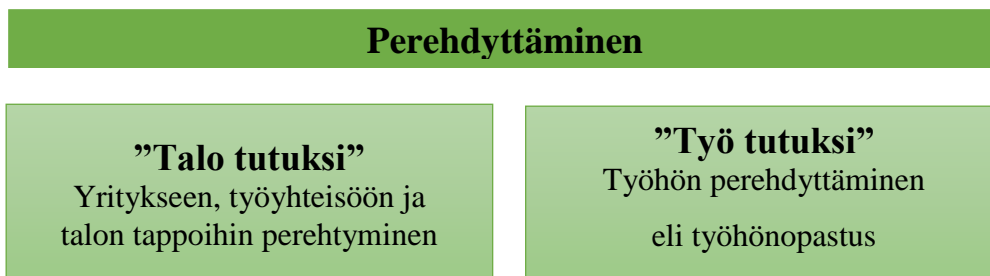 Perehdyttäminen
”Talo tutuksi”
Yritykseen, työyhteisöön ja
talon tappoihin perehtyminen
”Työ tutuksi”
Työhön perehdyttäminen
eli työhönopastus